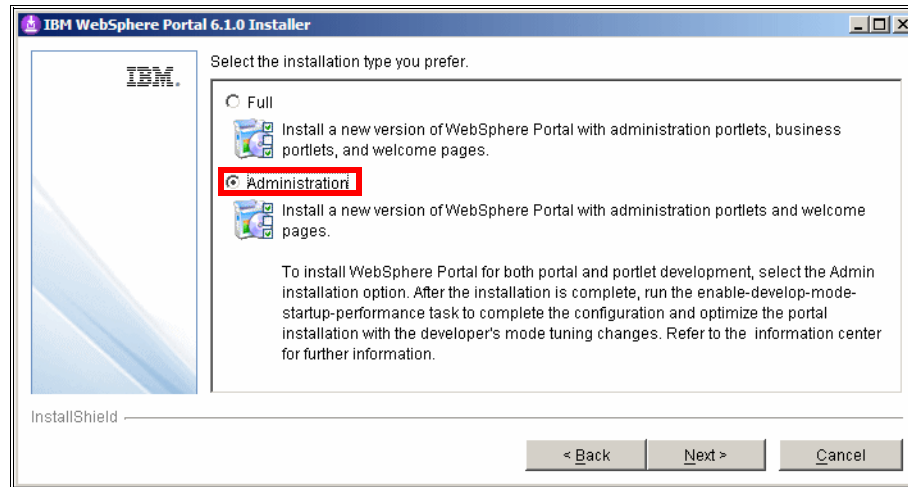 IBM WebSphere Portal 6.1.0 Installer
IBM.
Select the installation type you prefer.
Full
Install a new version of WebSphere Portal with administration portlets, business
portlets, and welcome pages.
Administration
Install a new version of WebSphere Portal with administration portlets and welcome
pages.
To install WebSphere Portal for both portal and portlet development, select the Admin
installation option. After the installation is complete, run the enable-develop-mode-
startup-performance task to complete the configuration and optimize the portal
installation with the developer's mode tuning changes. Refer to the information center
for further information.
InstallShield
< Back
Next >
Cancel